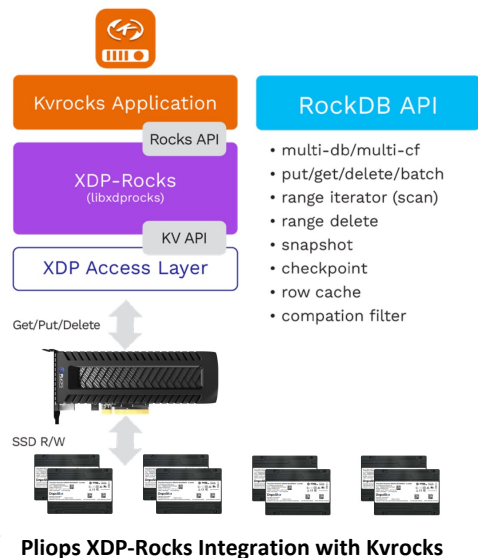 Kvrocks Application
Rocks API
XDP-Rocks
(libxdprocks)
KV API
XDP Access Layer
Get/Put/Delete
SSD R/W
RockDB API
• multi-db/multi-cf
• put/get/delete/batch
• range iterator (scan)
• range delete
• snapshot
• checkpoint
• row cache
• compation filter
Pliops XDP-Rocks Integration with Kvrocks